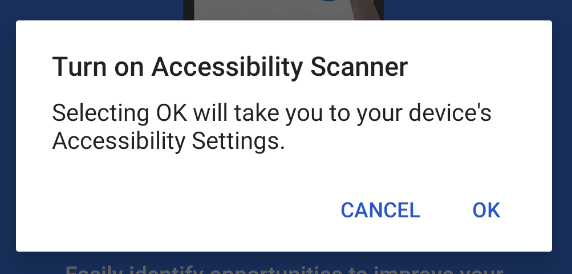 Turn on Accessibility Scanner
Selecting OK will take you to your device's
Accessibility Settings.
CANCEL
OK
Easily identify opportunities to improve your